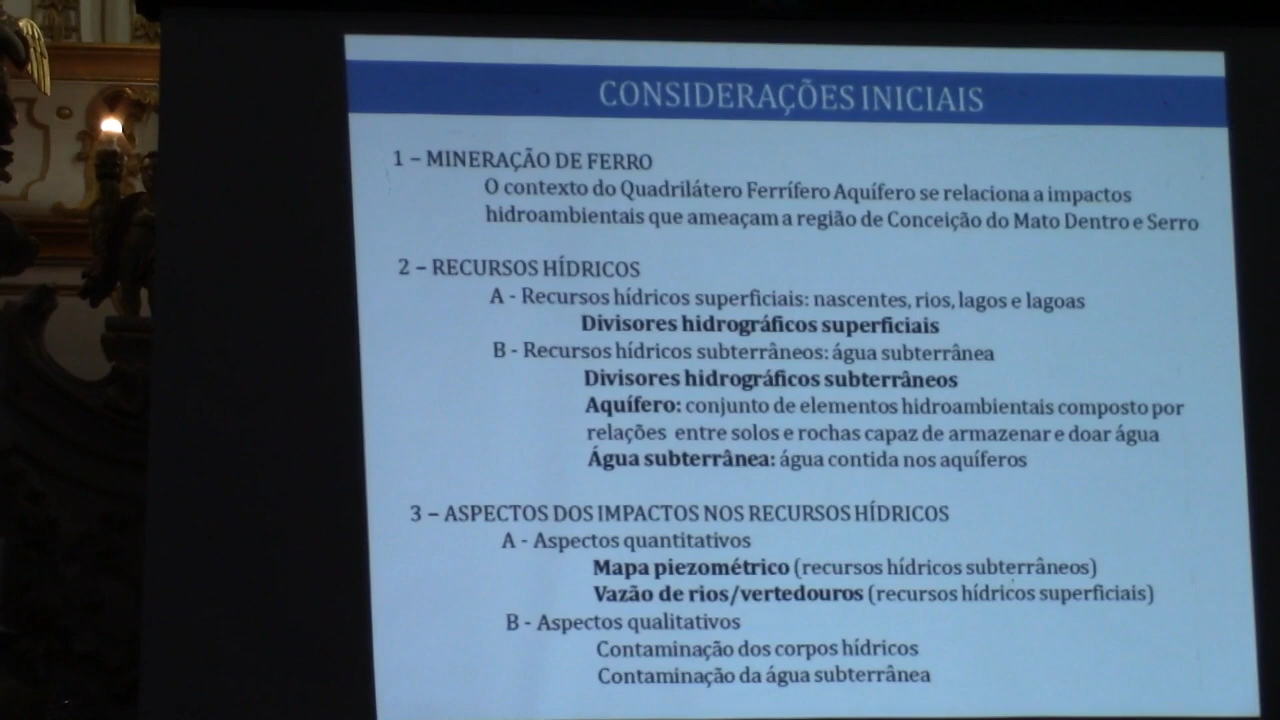 CONSIDERAÇÕES INICIAIS
1 – MINERAÇÃO DE FERRO
O contexto do Quadrilátero Ferrífero Aquífero se relaciona a impactos
hidroambientais que ameaçam a região de Conceição do Mato Dentro e Serro
2 – RECURSOS HÍDRICOS
A - Recursos hídricos superficiais: nascentes, rios, lagos e lagoas
Divisores hidrográficos superficiais
B - Recursos hídricos subterrâneos: água subterrânea
Divisores hidrográficos subterrâneos
Aquífero: conjunto de elementos hidroambientais composto por
relações entre solos e rochas capaz de armazenar e doar água
Água subterrânea: água contida nos aquíferos
3 – ASPECTOS DOS IMPACTOS NOS RECURSOS HÍDRICOS
A - Aspectos quantitativos
Mapa piezométrico (recursos hídricos subterrâneos)
Vazão de rios/vertedouros (recursos hídricos superficiais)
B - Aspectos qualitativos
Contaminação dos corpos hídricos
Contaminação da água subterrânea